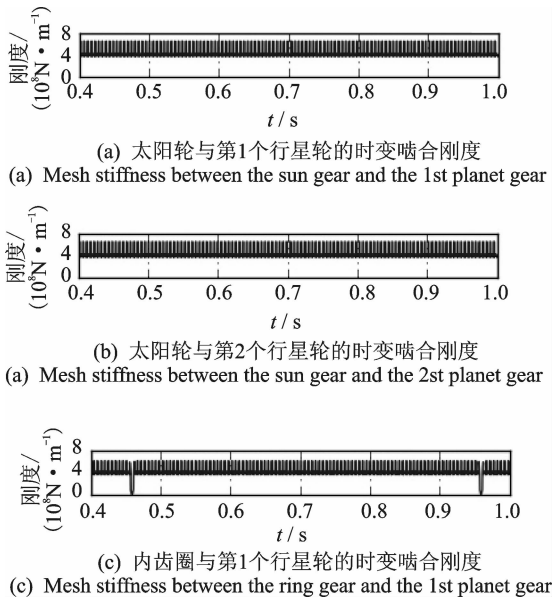 刚度/
(10⁸N・m⁻¹)
8
4
0
0.4 0.5 0.6 0.7 0.8 0.9 1.0
t / s
(a) 太阳轮与第1个行星轮的时变啮合刚度
(a) Mesh stiffness between the sun gear and the 1st planet gear
刚度/
(10⁸N・m⁻¹)
8
4
0
0.4 0.5 0.6 0.7 0.8 0.9 1.0
t / s
(b) 太阳轮与第2个行星轮的时变啮合刚度
(a) Mesh stiffness between the sun gear and the 2st planet gear
刚度/
(10⁸N・m⁻¹)
8
4
0
0.4 0.5 0.6 0.7 0.8 0.9 1.0
t / s
(c) 内齿圈与第1个行星轮的时变啮合刚度
(c) Mesh stiffness between the ring gear and the 1st planet gear